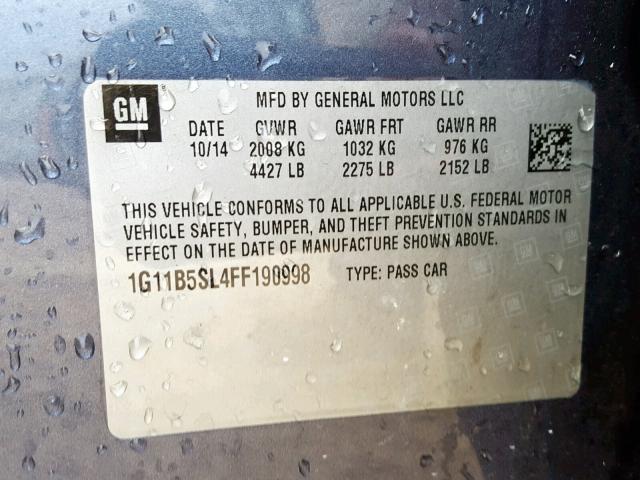 GM
MFD BY GENERAL MOTORS LLC
DATE GVWR GAWR FRT GAWR RR
10/14 2008 KG 1032 KG 976 KG
4427 LB 2275 LB 2152 LB
THIS VEHICLE CONFORMS TO ALL APPLICABLE U.S. FEDERAL MOTOR
VEHICLE SAFETY, BUMPER, AND THEFT PREVENTION STANDARDS IN
EFFECT ON THE DATE OF MANUFACTURE SHOWN ABOVE.
1G11B5SL4FF190998 TYPE: PASS CAR